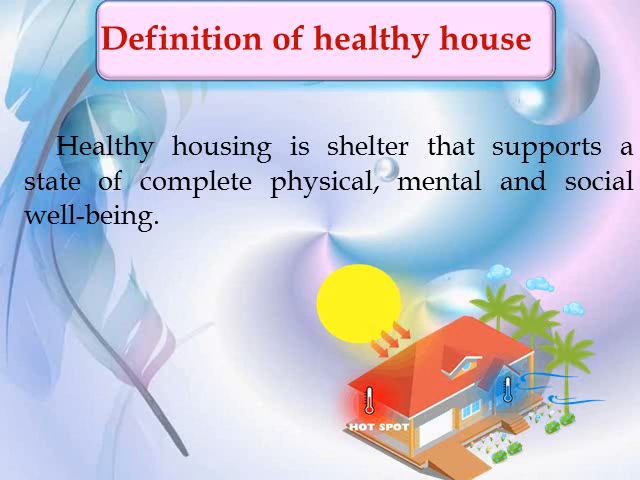 Definition of healthy house
Healthy housing is shelter that supports a
state of complete physical, mental and social
well-being.
HOT SPOT